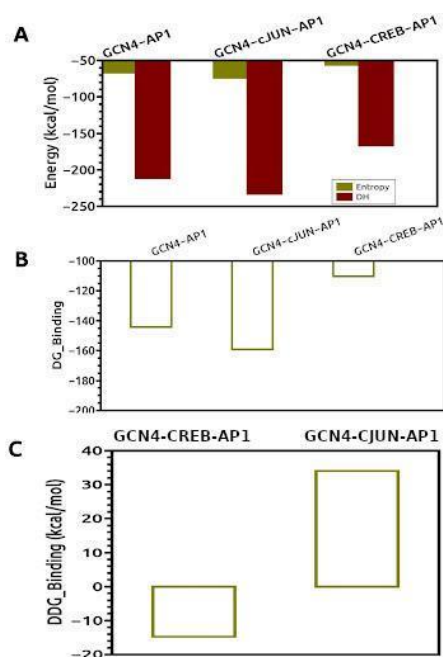 A
GCN4-AP1
GCN4-cJUN-AP1
GCN4-CREB-AP1
Energy (kcal/mol)
-50
-100
-150
-200
-250
Entropy
DH
B
GCN4-AP1
GCN4-cJUN-AP1
GCN4-CREB-AP1
DG_Binding
-100
-120
-140
-160
-180
-200
C
GCN4-CREB-AP1
GCN4-CJUN-AP1
DDG_Binding (kcal/mol)
40
30
20
10
0
-10
-20